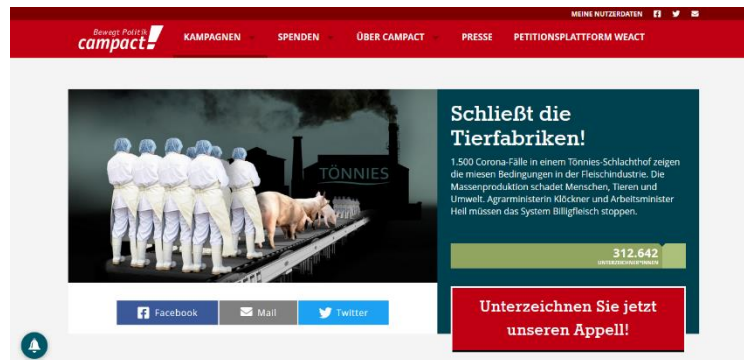 MEINE NUTZERDATEN
Bewegt Politik
campact!
KAMPAGNEN
SPENDEN
ÜBER CAMPACT
PRESSE
PETITIONSPLATTFORM WEACT
TÖNNIES
Schließt die
Tierfabriken!
1.500 Corona-Fälle in einem Tönnies-Schlachthof zeigen
die miesen Bedingungen in der Fleischindustrie. Die
Massenproduktion schadet Menschen, Tieren und
Umwelt. Agrarministerin Klöckner und Arbeitsminister
Heil müssen das System Billigfleisch stoppen.
312.642
UNTERZEICHNER*INNEN
Facebook
Mail
Twitter
Unterzeichnen Sie jetzt
unseren Appell!